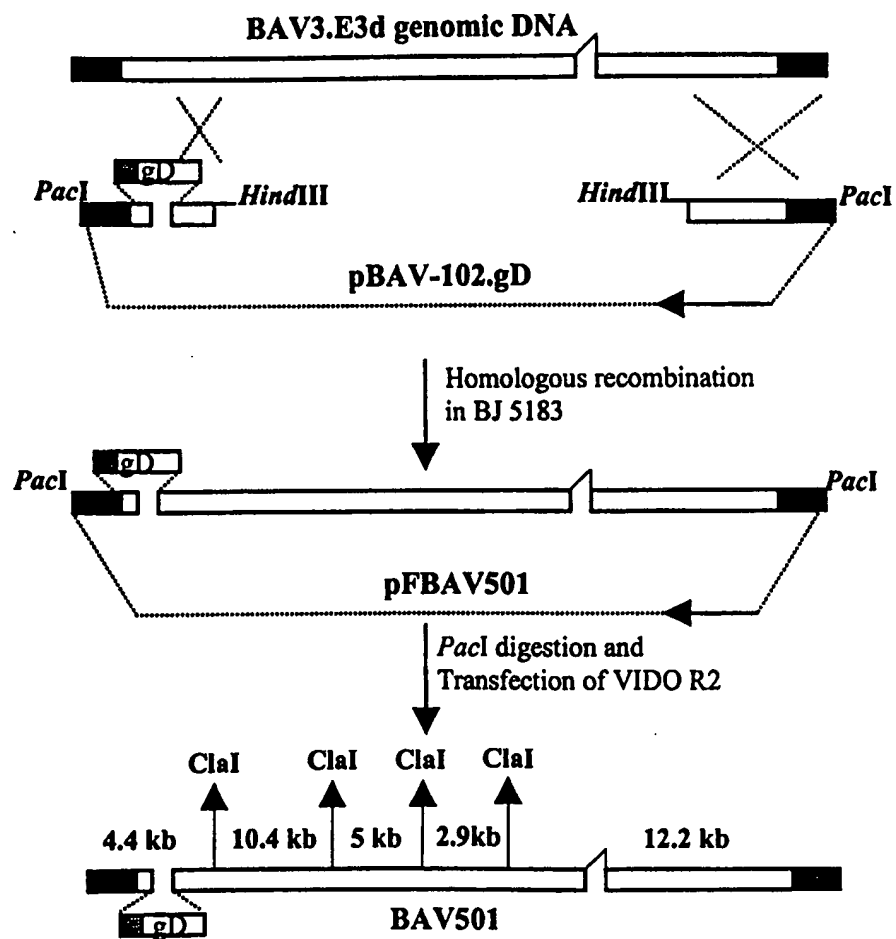 BAV3.E3d genomic DNA
gD
PacI HindIII HindIII PacI
pBAV-102.gD
Homologous recombination
in BJ 5183
gD
PacI PacI
pFBAV501
PacI digestion and
Transfection of VIDO R2
ClaI ClaI ClaI ClaI
4.4 kb 10.4 kb 5 kb 2.9kb 12.2 kb
gD
BAV501